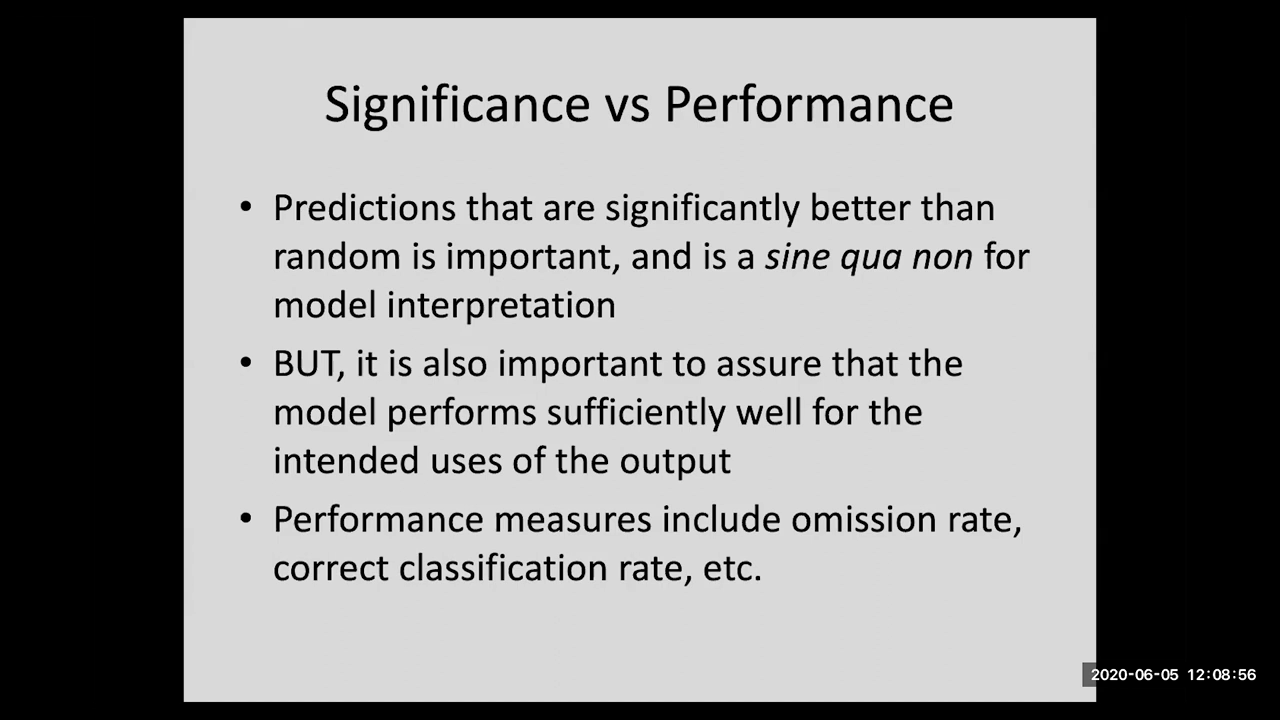 Significance vs Performance
• Predictions that are significantly better than
random is important, and is a sine qua non for
model interpretation
• BUT, it is also important to assure that the
model performs sufficiently well for the
intended uses of the output
• Performance measures include omission rate,
correct classification rate, etc.
2020-06-05 12:08:56